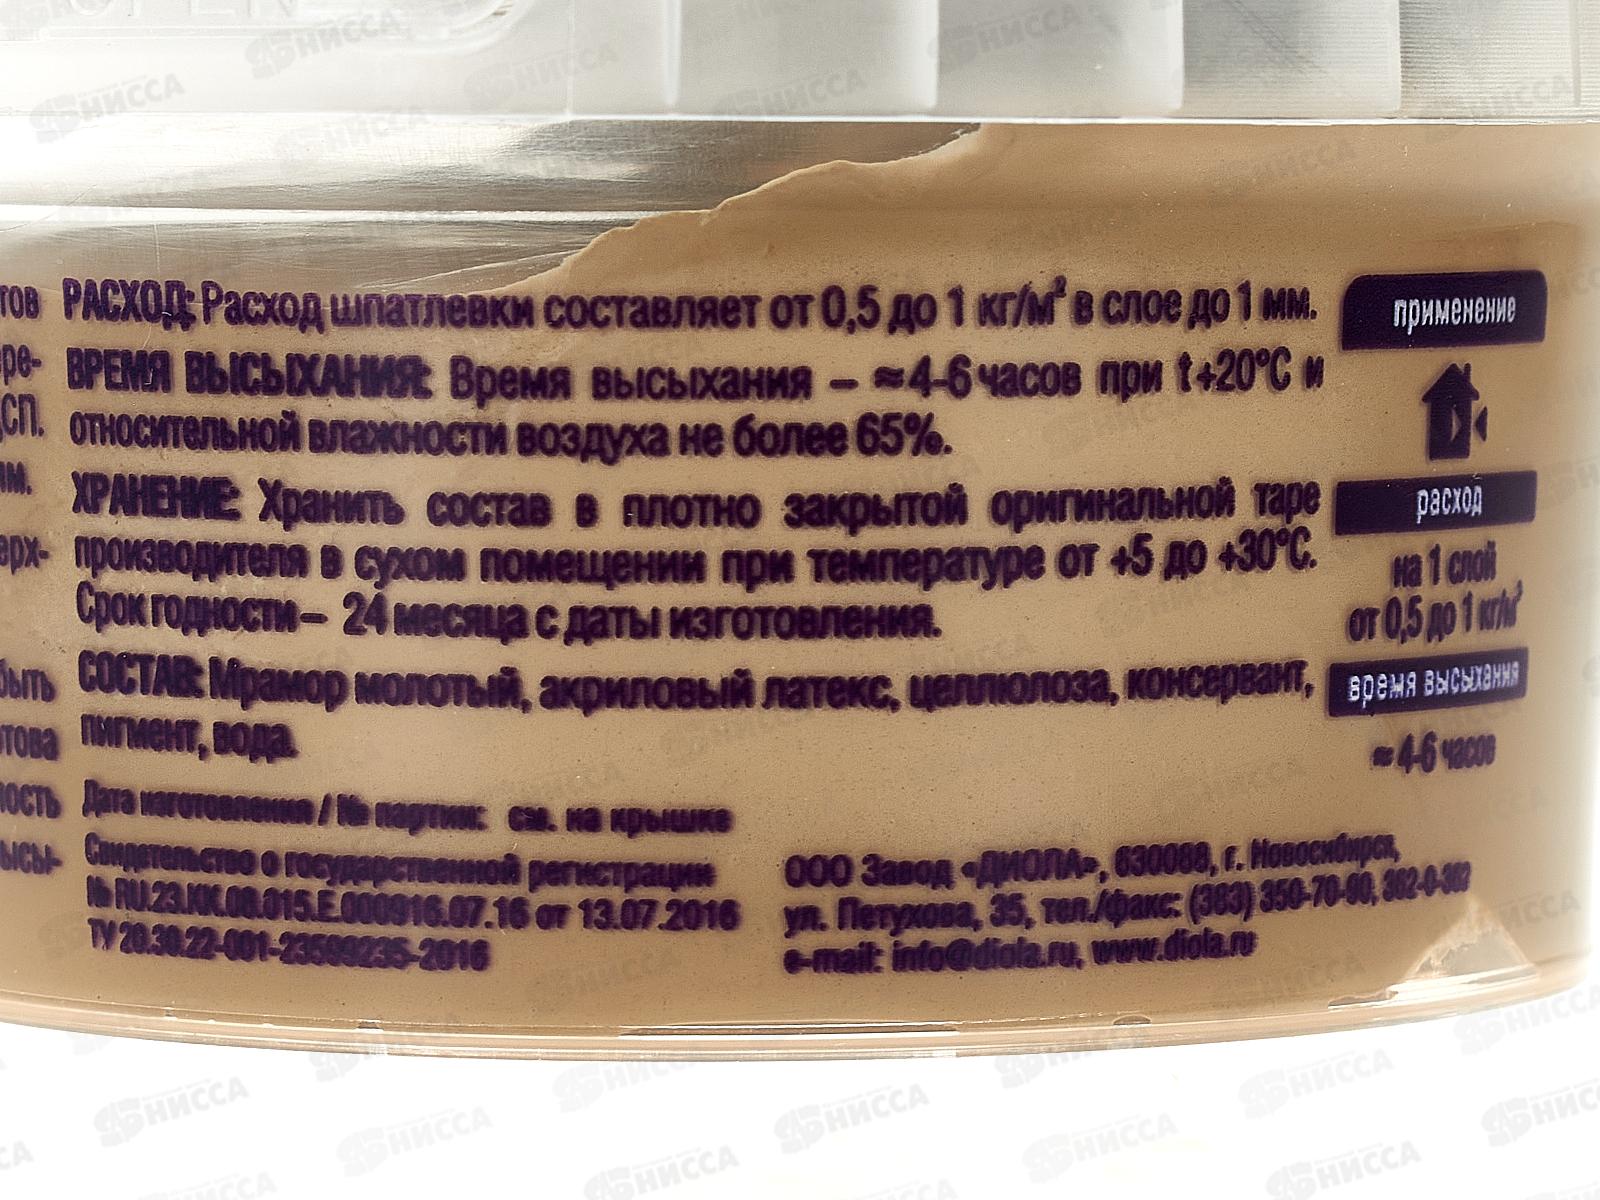 РАСХОД: Расход шпатлевки составляет от 0,5 до 1 кг/м² в слое до 1 мм.
ВРЕМЯ ВЫСЫХАНИЯ: Время высыхания – ≈4-6 часов при t+20°С и
относительной влажности воздуха не более 65%.
ХРАНЕНИЕ: Хранить состав в плотно закрытой оригинальной таре
производителя в сухом помещении при температуре от +5 до +30°С.
Срок годности – 24 месяца с даты изготовления.
СОСТАВ: Мрамор молотый, акриловый латекс, целлюлоза, консервант,
пигмент, вода.
Дата изготовления / № партии: см. на крышке
Свидетельство о государственной регистрации
№ RU.23.КК.08.015.Е.000916.07.16 от 13.07.2016
ТУ 20.30.22-001-23599235-2016
ООО Завод «ДИОЛА», 630088, г. Новосибирск,
ул. Петухова, 35, тел./факс: (383) 350-70-90, 362-0-362
e-mail: info@diola.ru, www.diola.ru
применение
расход
на 1 слой
от 0,5 до 1 кг/м²
время высыхания
≈ 4-6 часов
тов
ре-
СП.
мм.
ерх-
быть
отова
ность
ысы-
НИССА